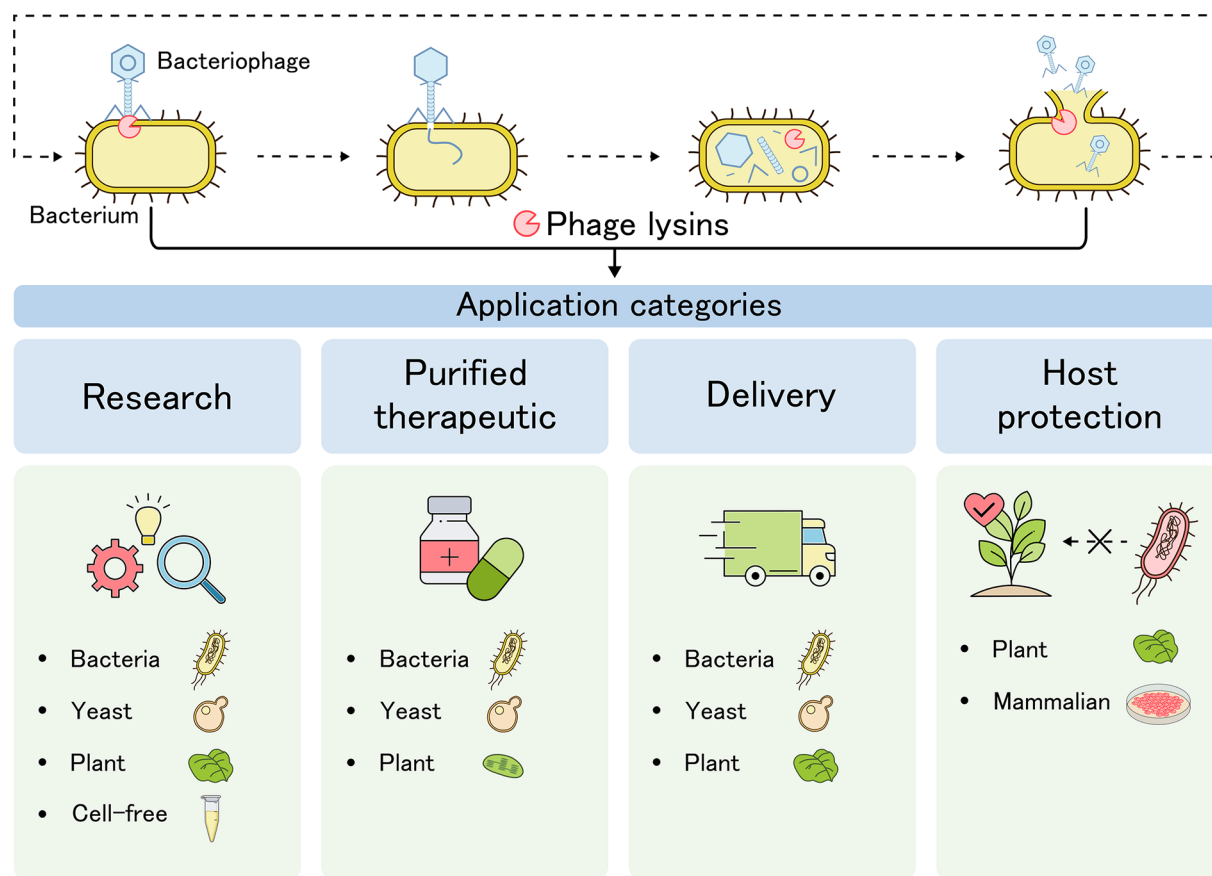 Bacteriophage
Bacterium
Phage lysins
Application categories
Research
Purified
therapeutic
Delivery
Host
protection
• Bacteria
• Yeast
• Plant
• Cell-free
• Bacteria
• Yeast
• Plant
• Bacteria
• Yeast
• Plant
• Plant
• Mammalian